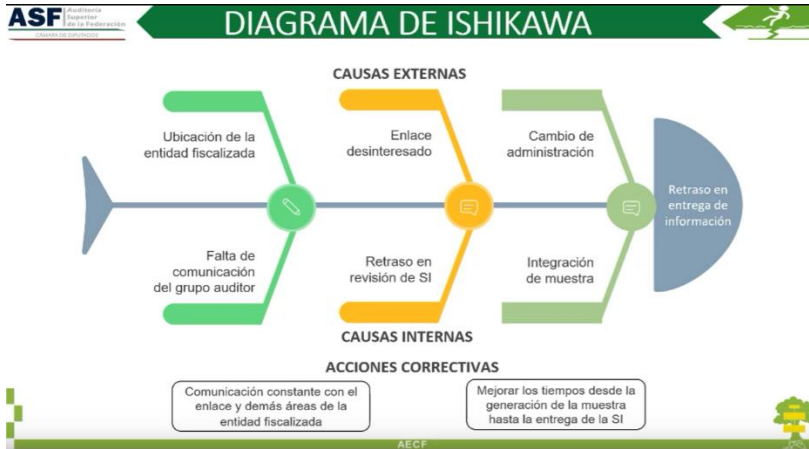 ASF
Auditoría
Superior
de la Federación
CÁMARA DE DIPUTADOS
DIAGRAMA DE ISHIKAWA
CAUSAS EXTERNAS
Ubicación de la
entidad fiscalizada
Enlace
desinteresado
Cambio de
administración
Retraso en
entrega de
información
Falta de
comunicación
del grupo auditor
Retraso en
revisión de SI
Integración
de muestra
CAUSAS INTERNAS
ACCIONES CORRECTIVAS
Comunicación constante con el
enlace y demás áreas de la
entidad fiscalizada
Mejorar los tiempos desde la
generación de la muestra
hasta la entrega de la SI
AECF